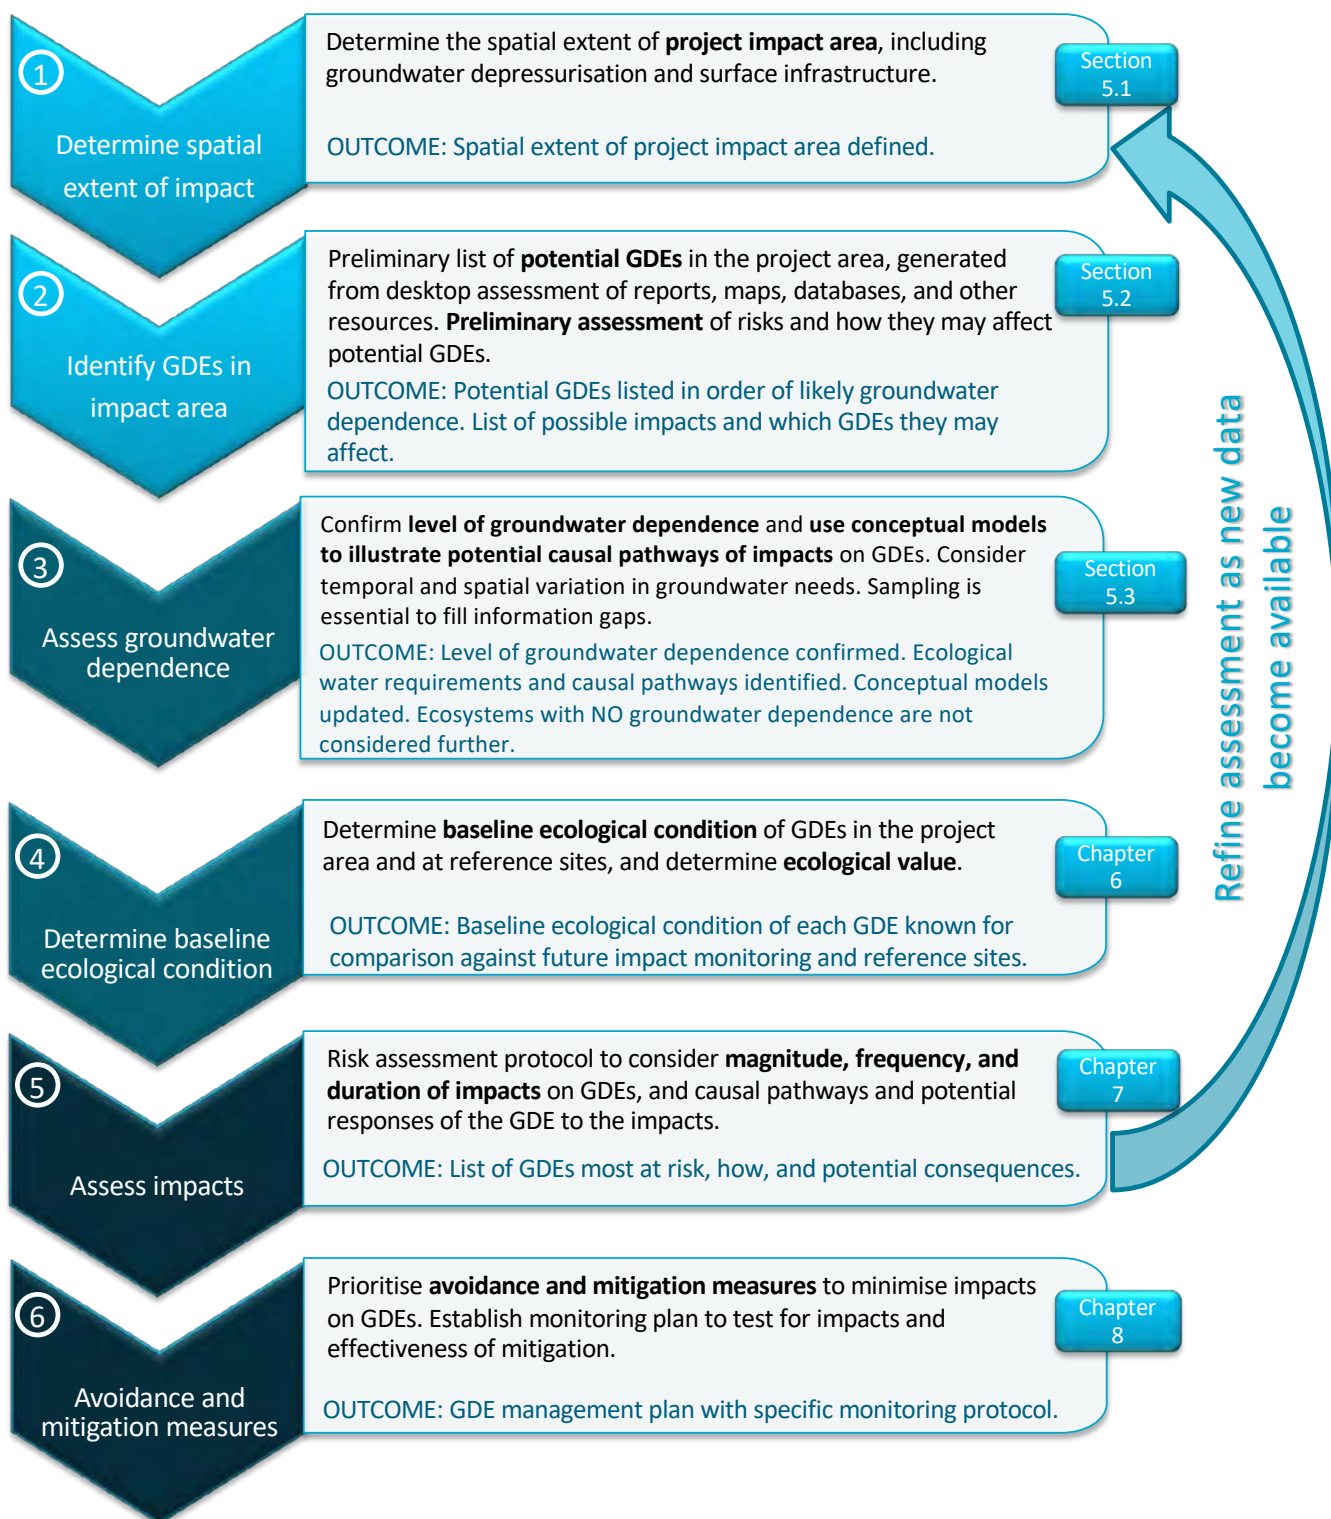 1
Determine spatial
extent of impact
Determine the spatial extent of project impact area, including
groundwater depressurisation and surface infrastructure.
OUTCOME: Spatial extent of project impact area defined.
Section
5.1
2
Identify GDEs in
impact area
Preliminary list of potential GDEs in the project area, generated
from desktop assessment of reports, maps, databases, and other
resources. Preliminary assessment of risks and how they may affect
potential GDEs.
OUTCOME: Potential GDEs listed in order of likely groundwater
dependence. List of possible impacts and which GDEs they may
affect.
Section
5.2
3
Assess groundwater
dependence
Confirm level of groundwater dependence and use conceptual models
to illustrate potential causal pathways of impacts on GDEs. Consider
temporal and spatial variation in groundwater needs. Sampling is
essential to fill information gaps.
OUTCOME: Level of groundwater dependence confirmed. Ecological
water requirements and causal pathways identified. Conceptual models
updated. Ecosystems with NO groundwater dependence are not
considered further.
Section
5.3
4
Determine baseline
ecological condition
Determine baseline ecological condition of GDEs in the project
area and at reference sites, and determine ecological value.
OUTCOME: Baseline ecological condition of each GDE known for
comparison against future impact monitoring and reference sites.
Chapter
6
5
Assess impacts
Risk assessment protocol to consider magnitude, frequency, and
duration of impacts on GDEs, and causal pathways and potential
responses of the GDE to the impacts.
OUTCOME: List of GDEs most at risk, how, and potential consequences.
Chapter
7
6
Avoidance and
mitigation measures
Prioritise avoidance and mitigation measures to minimise impacts
on GDEs. Establish monitoring plan to test for impacts and
effectiveness of mitigation.
OUTCOME: GDE management plan with specific monitoring protocol.
Chapter
8
Refine assessment as new data
become available